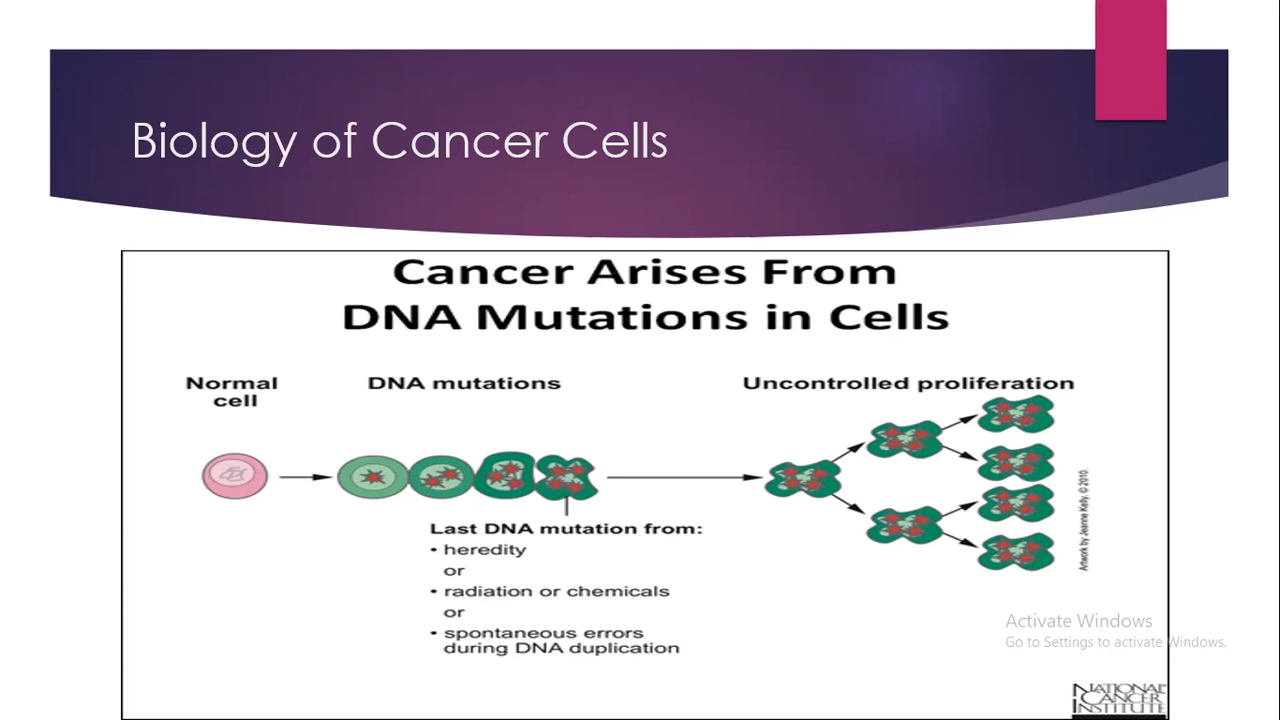 Biology of Cancer Cells
Cancer Arises From
DNA Mutations in Cells
Normal
cell
DNA mutations
Uncontrolled proliferation
Last DNA mutation from:
• heredity
or
• radiation or chemicals
or
• spontaneous errors
during DNA duplication
Artwork by Jeanne Kelly. © 2010.
Activate Windows
Go to Settings to activate Windows.
NATIONAL
CANCER
INSTITUTE